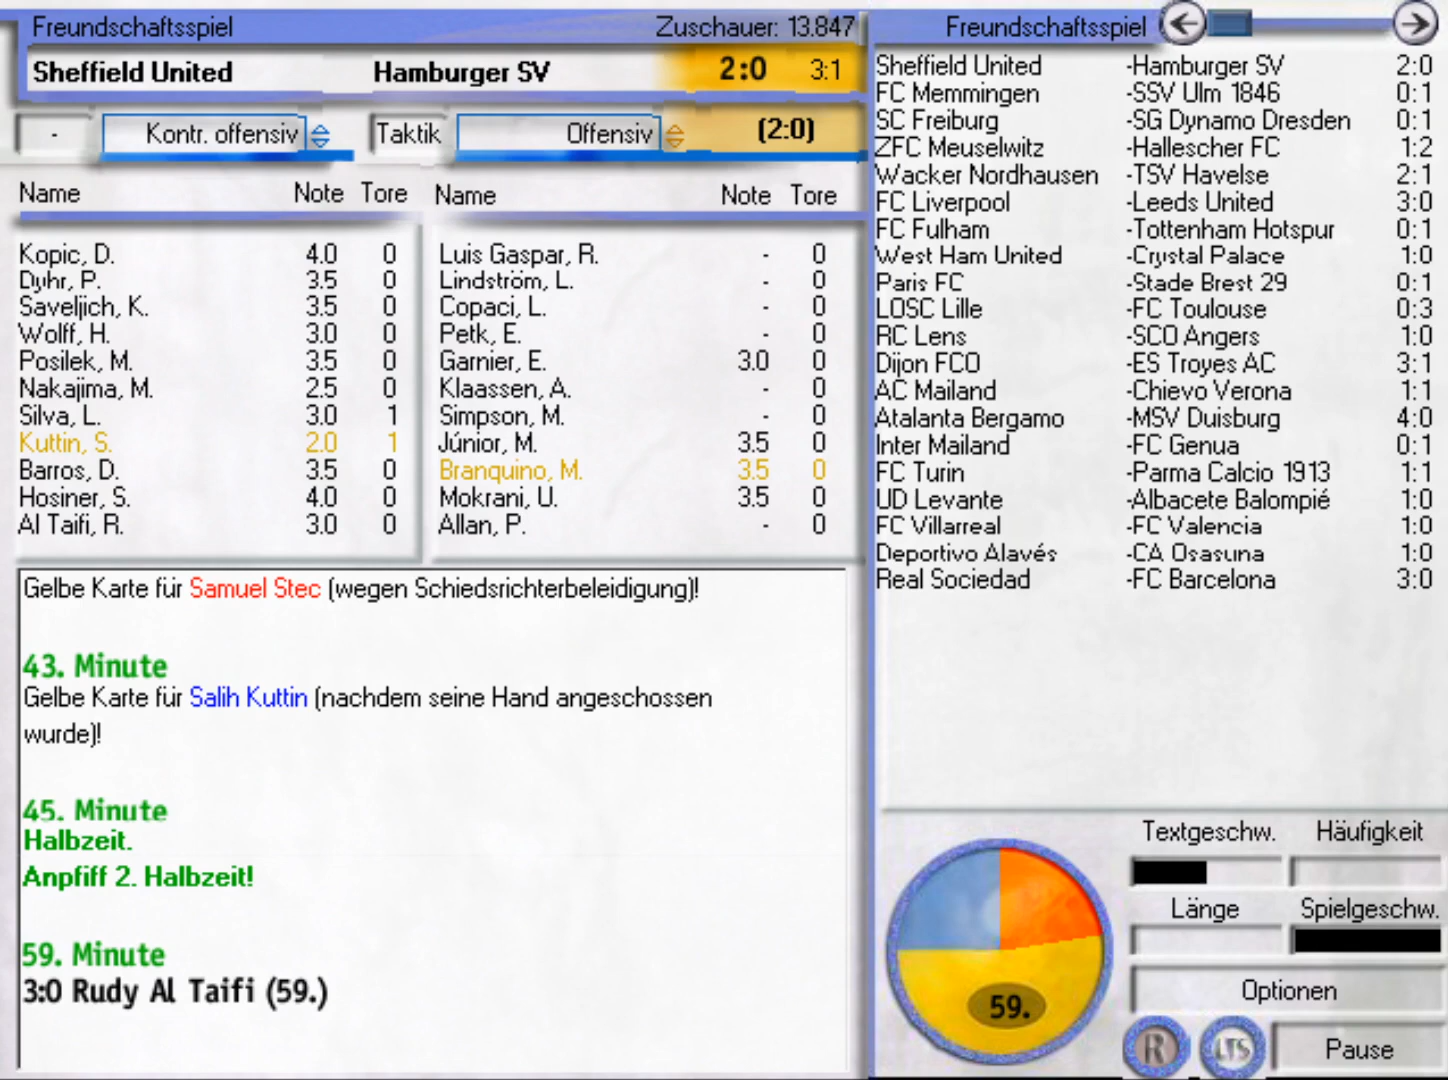 Freundschaftsspiel Zuschauer: 13.847
Sheffield United Hamburger SV 2:0 3:1
- Kontr. offensiv Taktik Offensiv (2:0)
Name Note Tore Name Note Tore
Kopic, D. 4.0 0 Luis Gaspar, R. - 0
Dyhr, P. 3.5 0 Lindström, L. - 0
Saveljich, K. 3.5 0 Copaci, L. - 0
Wolff, H. 3.0 0 Petk, E. - 0
Posilek, M. 3.5 0 Garnier, E. 3.0 0
Nakajima, M. 2.5 0 Klaassen, A. - 0
Silva, L. 3.0 1 Simpson, M. - 0
Kuttin, S. 2.0 1 Júnior, M. 3.5 0
Barros, D. 3.5 0 Branquino, M. 3.5 0
Hosiner, S. 4.0 0 Mokrani, U. 3.5 0
Al Taifi, R. 3.0 0 Allan, P. - 0
Gelbe Karte für Samuel Stec (wegen Schiedsrichterbeleidigung)!
43. Minute
Gelbe Karte für Salih Kuttin (nachdem seine Hand angeschossen
wurde)!
45. Minute
Halbzeit.
Anpfiff 2. Halbzeit!
59. Minute
3:0 Rudy Al Taifi (59.)
Freundschaftsspiel
Sheffield United -Hamburger SV 2:0
FC Memmingen -SSV Ulm 1846 0:1
SC Freiburg -SG Dynamo Dresden 0:1
ZFC Meuselwitz -Hallescher FC 1:2
Wacker Nordhausen -TSV Havelse 2:1
FC Liverpool -Leeds United 3:0
FC Fulham -Tottenham Hotspur 0:1
West Ham United -Crystal Palace 1:0
Paris FC -Stade Brest 29 0:1
LOSC Lille -FC Toulouse 0:3
RC Lens -SCO Angers 1:0
Dijon FCO -ES Troyes AC 3:1
AC Mailand -Chievo Verona 1:1
Atalanta Bergamo -MSV Duisburg 4:0
Inter Mailand -FC Genua 0:1
FC Turin -Parma Calcio 1913 1:1
UD Levante -Albacete Balompié 1:0
FC Villarreal -FC Valencia 1:0
Deportivo Alavés -CA Osasuna 1:0
Real Sociedad -FC Barcelona 3:0
Textgeschw. Häufigkeit
Länge Spielgeschw.
Optionen
59.
R LTS Pause